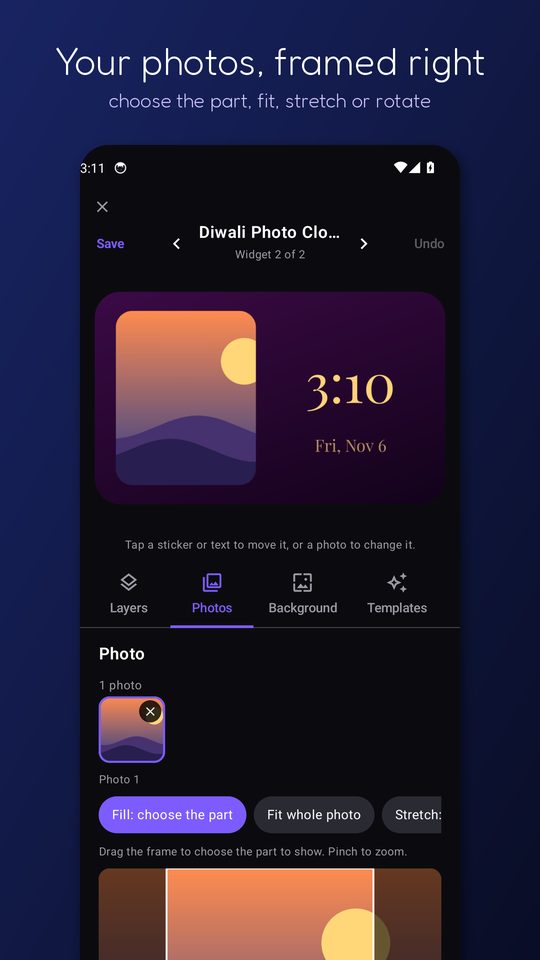 Your photos, framed right
choose the part, fit, stretch or rotate
3:11
Save
Diwali Photo Clo...
Widget 2 of 2
Undo
3:10
Fri, Nov 6
Tap a sticker or text to move it, or a photo to change it.
Layers
Photos
Background
Templates
Photo
1 photo
Photo 1
Fill: choose the part
Fit whole photo
Stretch:
Drag the frame to choose the part to show. Pinch to zoom.